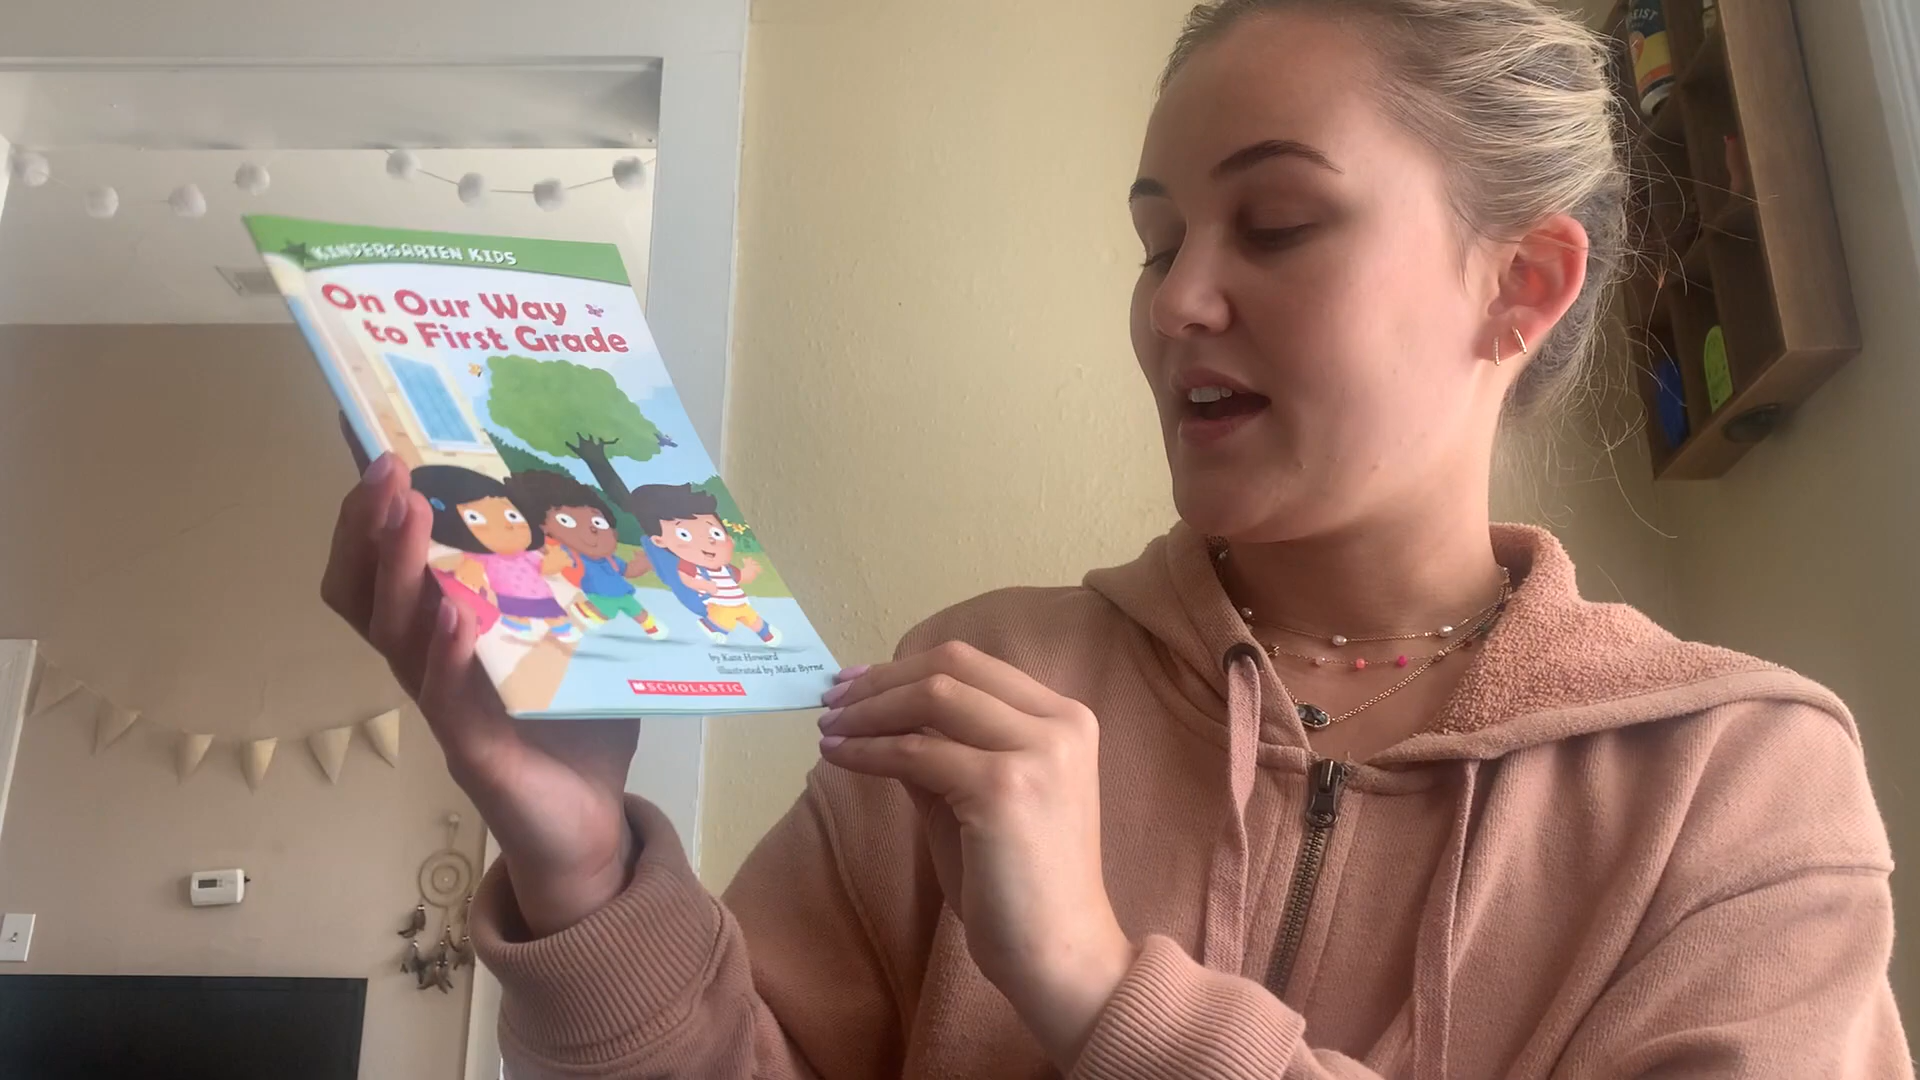 KINDERGARTEN KIDS
On Our Way
to First Grade
by Kate Howard
illustrated by Mike Byrne
SCHOLASTIC